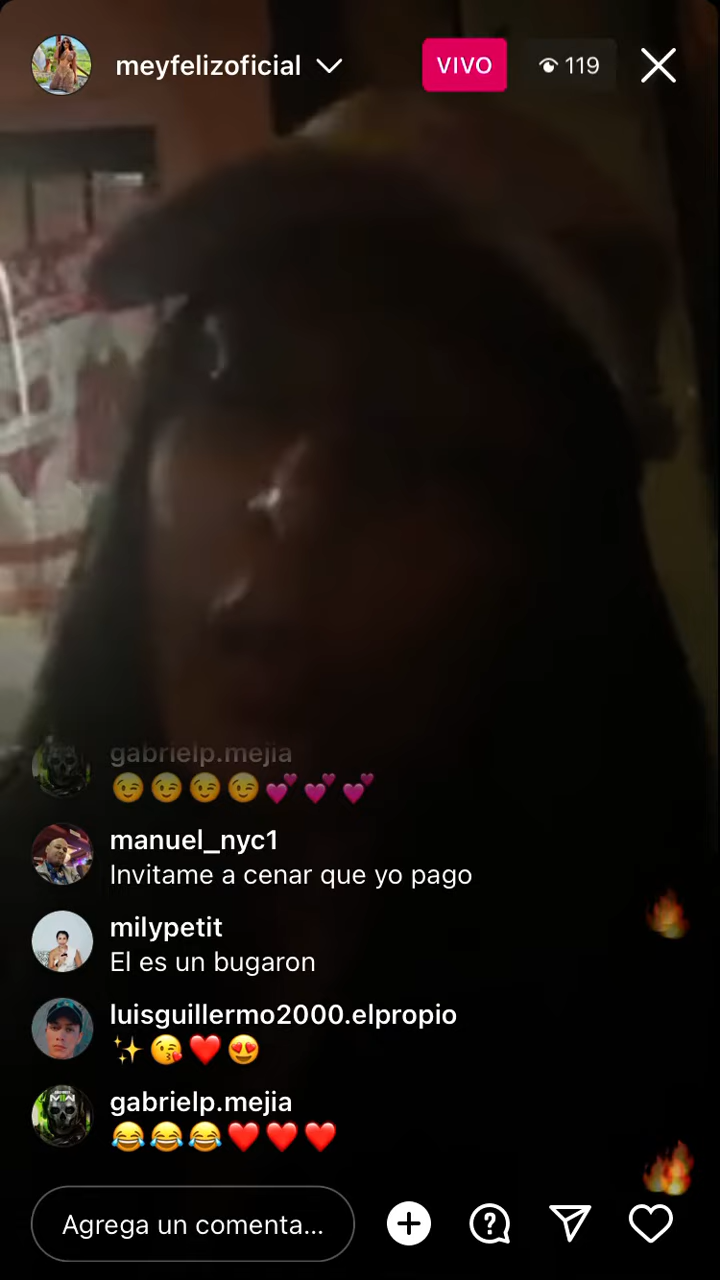 meyfelizoficial
VIVO
119
gabrielp.mejia
😉😉😉😉💕💕💕
manuel_nyc1
Invitame a cenar que yo pago
milypetit
El es un bugaron
luisguillermo2000.elpropio
✨😘❤️😍
gabrielp.mejia
😂😂😂❤️❤️❤️
Agrega un comenta...